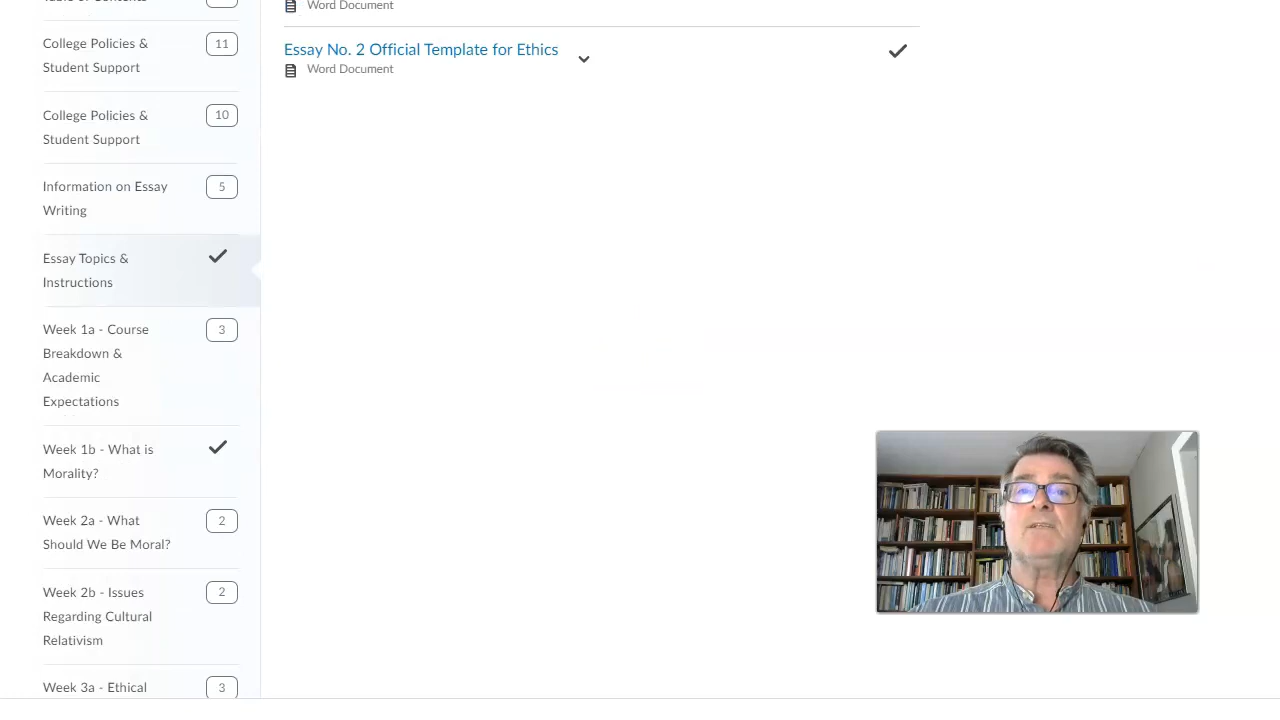 College Policies &
Student Support
11
College Policies &
Student Support
10
Information on Essay
Writing
5
Essay Topics &
Instructions
Week 1a - Course
Breakdown &
Academic
Expectations
3
Week 1b - What is
Morality?
Week 2a - What
Should We Be Moral?
2
Week 2b - Issues
Regarding Cultural
Relativism
2
Week 3a - Ethical
3
Word Document
Essay No. 2 Official Template for Ethics
Word Document